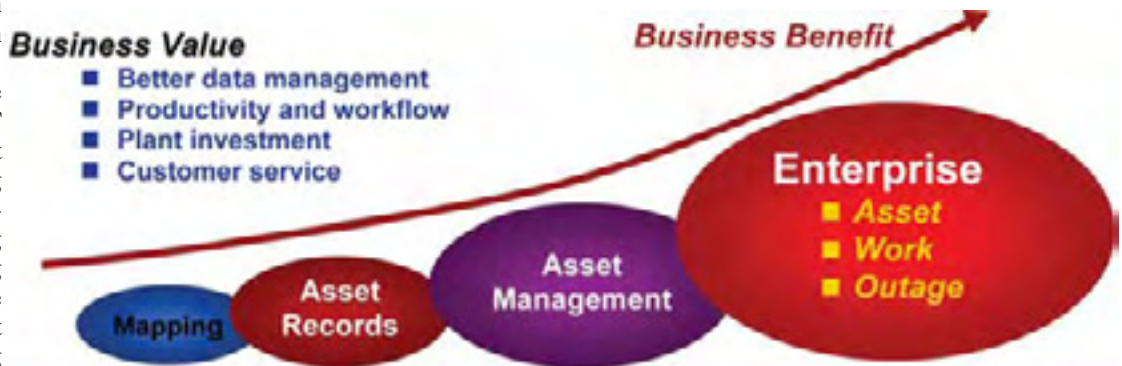 Business Value
■ Better data management
■ Productivity and workflow
■ Plant investment
■ Customer service
Business Benefit
Mapping
Asset
Records
Asset
Management
Enterprise
■ Asset
■ Work
■ Outage